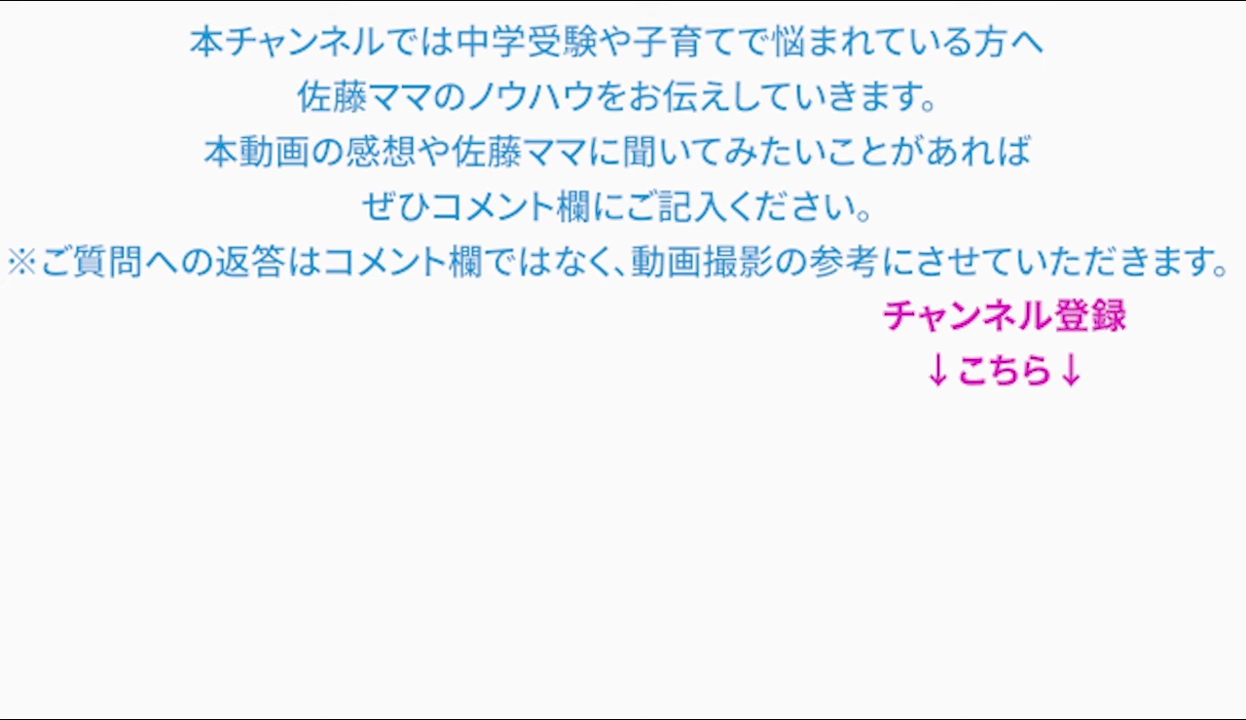 本チャンネルでは中学受験や子育てで悩まれている方へ
佐藤ママのノウハウをお伝えしていきます。
本動画の感想や佐藤ママに聞いてみたいことがあれば
ぜひコメント欄にご記入ください。
※ご質問への返答はコメント欄ではなく、動画撮影の参考にさせていただきます。
チャンネル登録
↓こちら↓